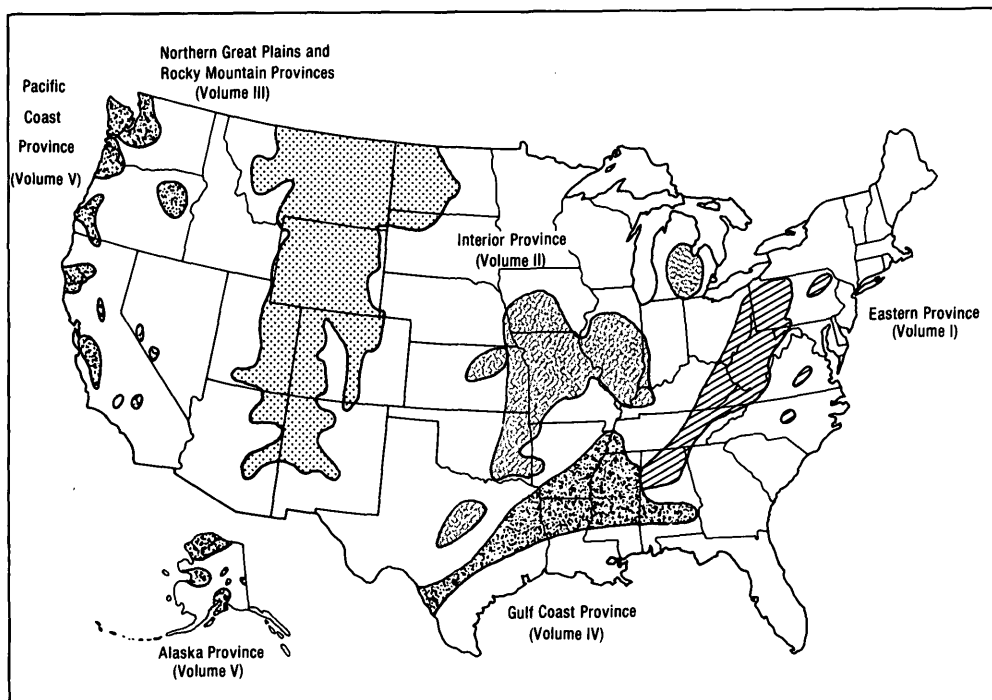 Northern Great Plains and
Rocky Mountain Provinces
(Volume III)
Pacific
Coast
Province
(Volume V)
Interior Province
(Volume II)
Eastern Province
(Volume I)
Gulf Coast Province
(Volume IV)
Alaska Province
(Volume V)